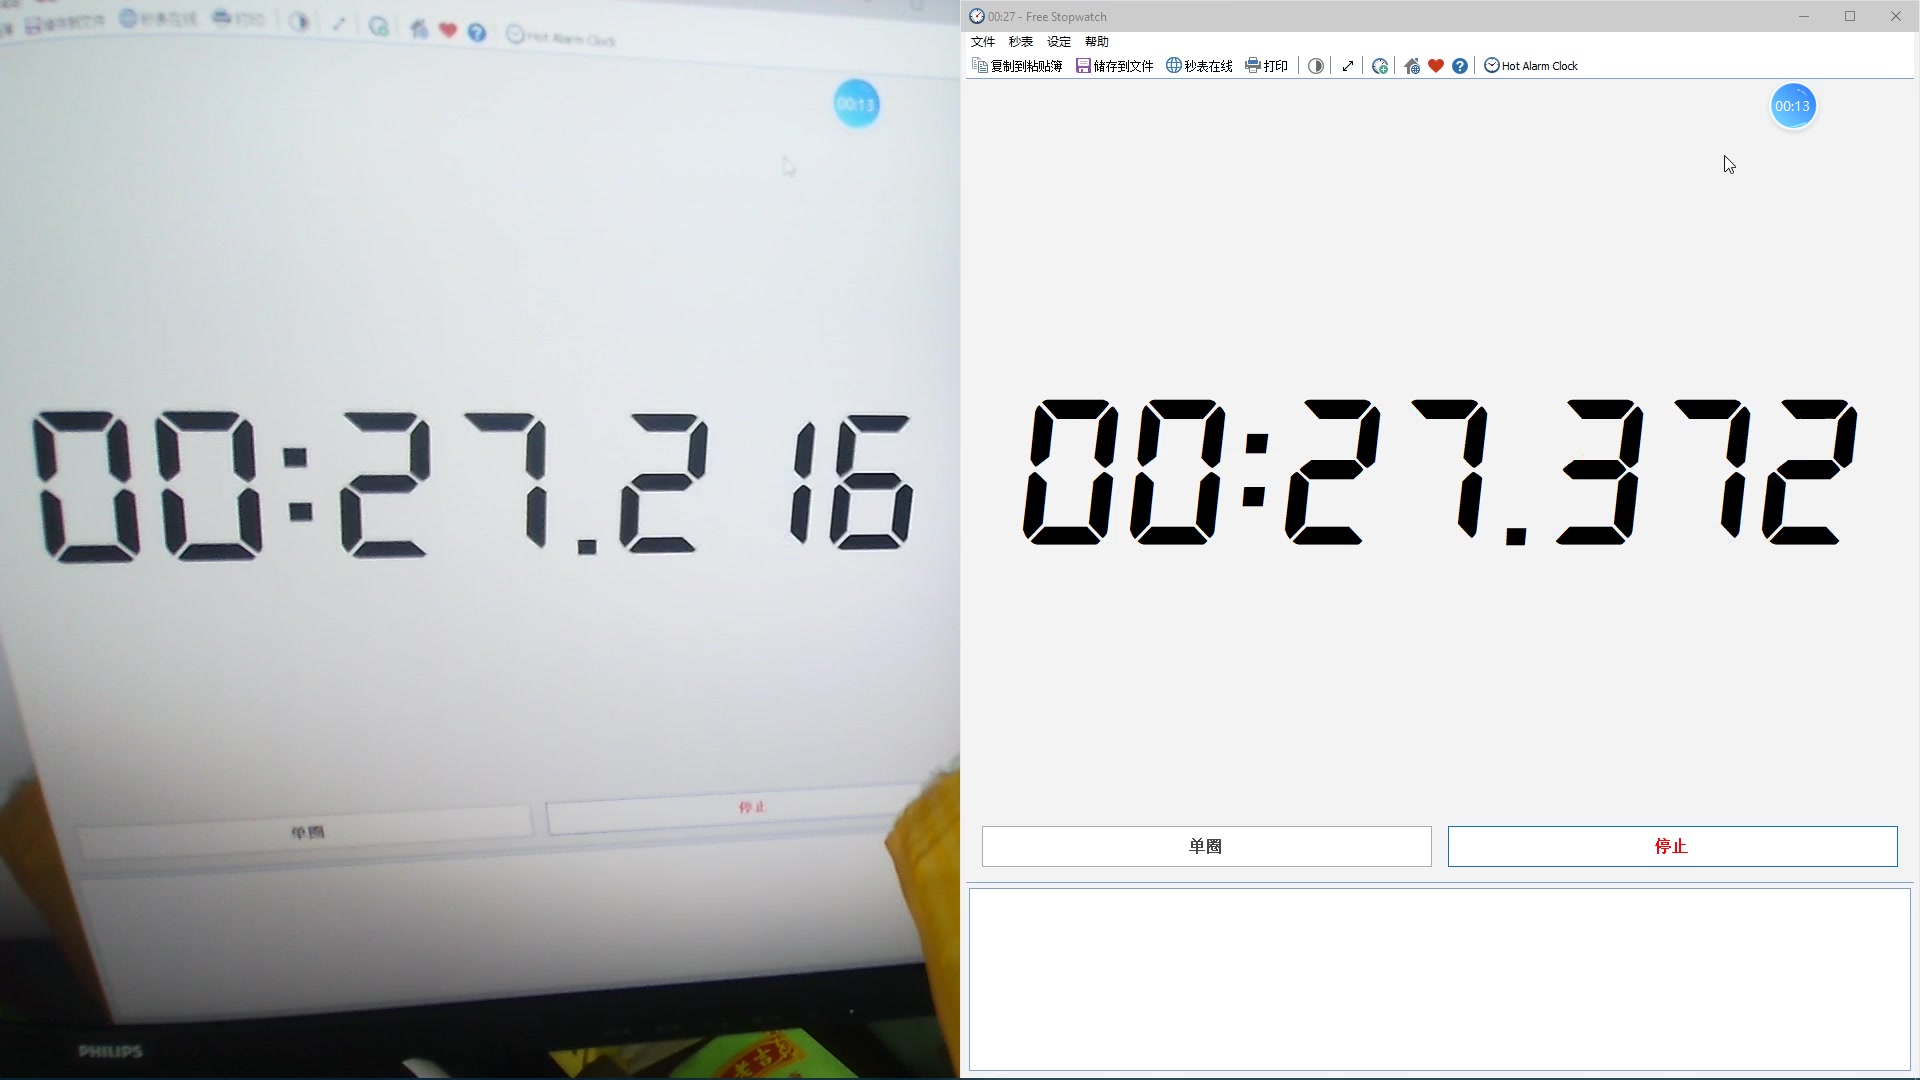 储存到文件 秒表在线 打印 Hot Alarm Clock
00:13
00:27.216
单圈 停止
PHILIPS
00:27 - Free Stopwatch
文件 秒表 设定 帮助
复制到粘贴簿 储存到文件 秒表在线 打印 Hot Alarm Clock
00:13
00:27.372
单圈 停止